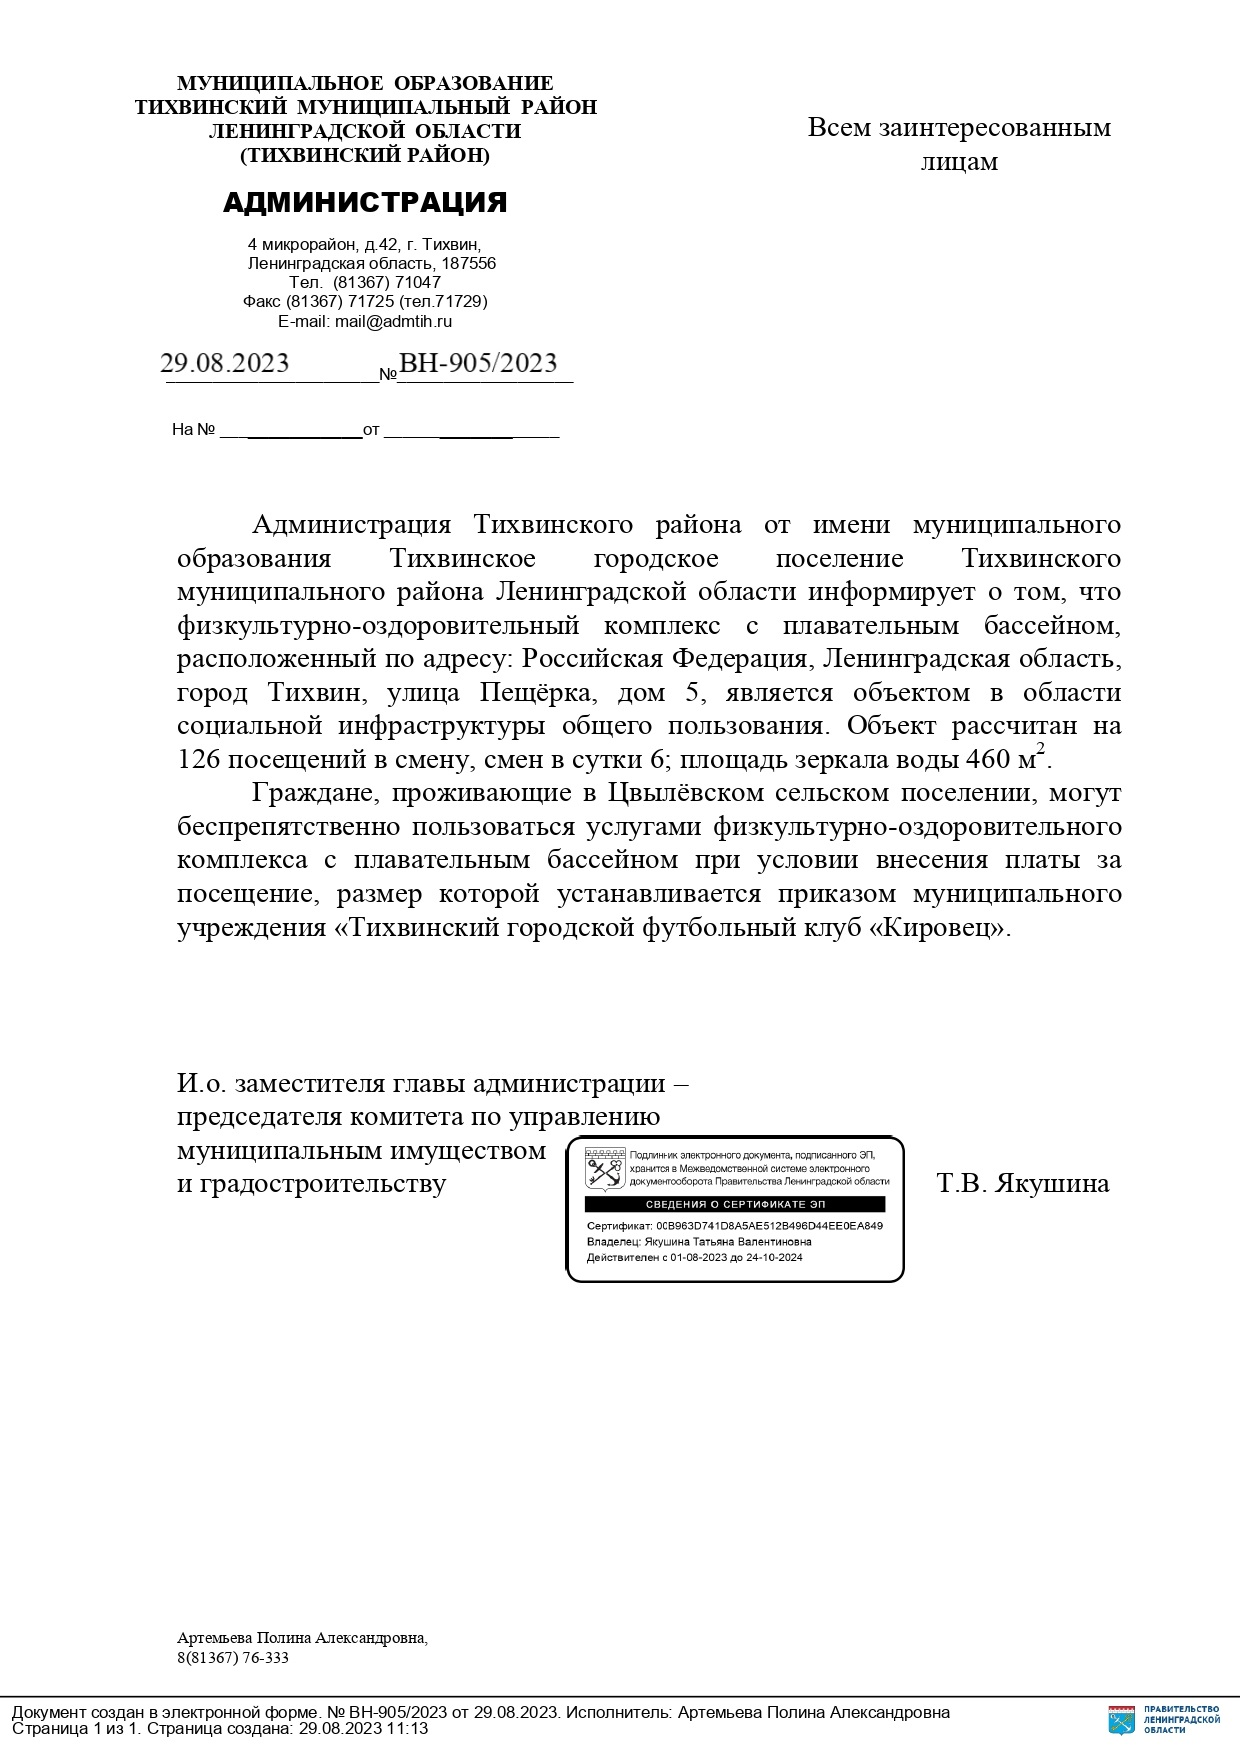 МУНИЦИПАЛЬНОЕ ОБРАЗОВАНИЕ
ТИХВИНСКИЙ МУНИЦИПАЛЬНЫЙ РАЙОН
ЛЕНИНГРАДСКОЙ ОБЛАСТИ
(ТИХВИНСКИЙ РАЙОН)
АДМИНИСТРАЦИЯ
4 микрорайон, д.42, г. Тихвин,
Ленинградская область, 187556
Тел. (81367) 71047
Факс (81367) 71725 (тел.71729)
E-mail: mail@admtih.ru
29.08.2023 № ВН-905/2023
На № _______________от ___________________
Всем заинтересованным
лицам
Администрация Тихвинского района от имени муниципального
образования Тихвинское городское поселение Тихвинского
муниципального района Ленинградской области информирует о том, что
физкультурно-оздоровительный комплекс с плавательным бассейном,
расположенный по адресу: Российская Федерация, Ленинградская область,
город Тихвин, улица Пещёрка, дом 5, является объектом в области
социальной инфраструктуры общего пользования. Объект рассчитан на
126 посещений в смену, смен в сутки 6; площадь зеркала воды 460 м².
Граждане, проживающие в Цвылёвском сельском поселении, могут
беспрепятственно пользоваться услугами физкультурно-оздоровительного
комплекса с плавательным бассейном при условии внесения платы за
посещение, размер которой устанавливается приказом муниципального
учреждения «Тихвинский городской футбольный клуб «Кировец».
И.о. заместителя главы администрации –
председателя комитета по управлению
муниципальным имуществом
и градостроительству
Т.В. Якушина
Подлинник электронного документа, подписанного ЭП,
хранится в Межведомственной системе электронного
документооборота Правительства Ленинградской области
СВЕДЕНИЯ О СЕРТИФИКАТЕ ЭП
Сертификат: 00B963D741D8A5AE512B496D44EE0EA849
Владелец: Якушина Татьяна Валентиновна
Действителен с 01-08-2023 до 24-10-2024
Артемьева Полина Александровна,
8(81367) 76-333
Документ создан в электронной форме. № ВН-905/2023 от 29.08.2023. Исполнитель: Артемьева Полина Александровна
Страница 1 из 1. Страница создана: 29.08.2023 11:13
ПРАВИТЕЛЬСТВО
ЛЕНИНГРАДСКОЙ
ОБЛАСТИ